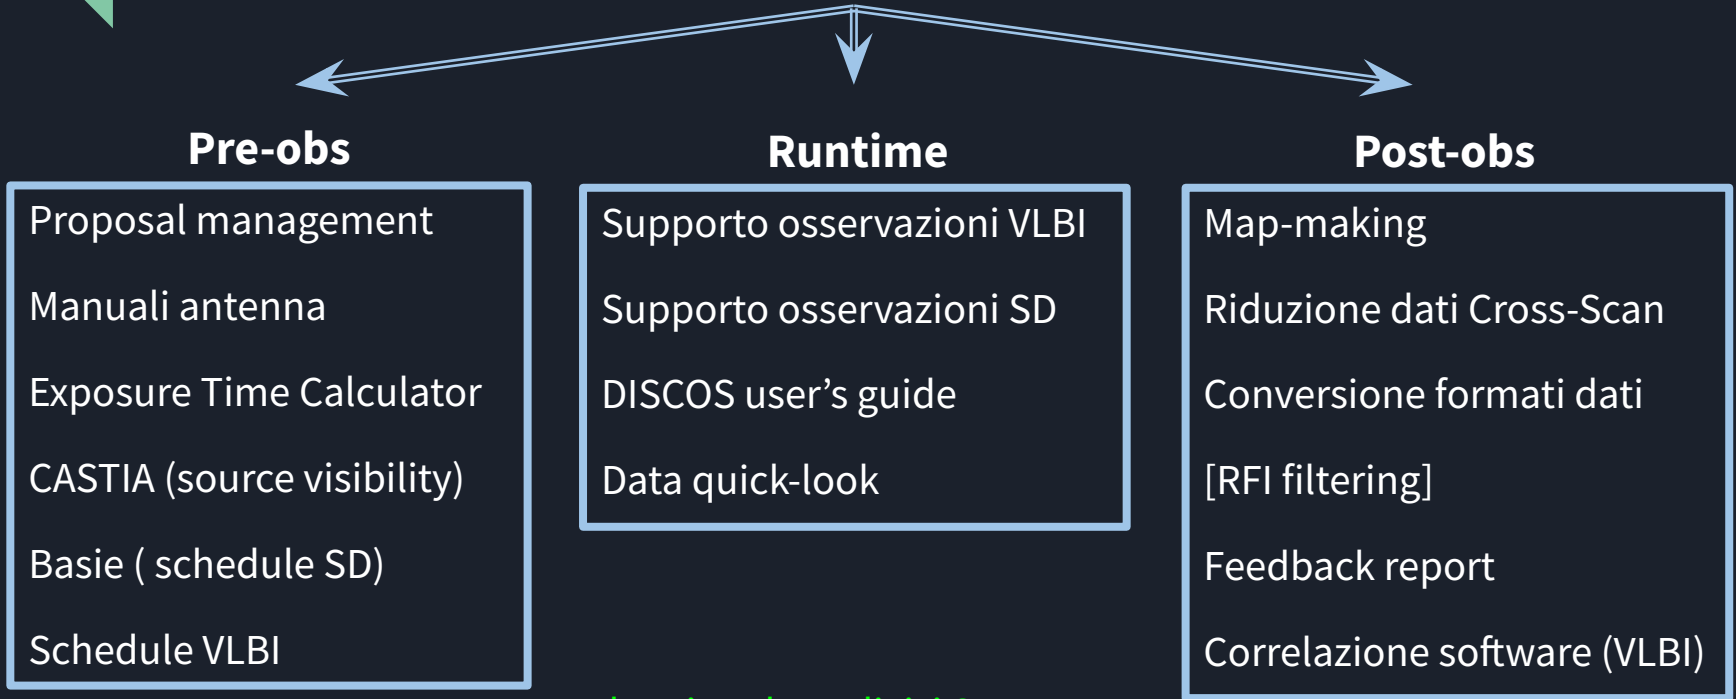 Pre-obs
Proposal management
Manuali antenna
Exposure Time Calculator
CASTIA (source visibility)
Basie ( schedule SD)
Schedule VLBI
Runtime
Supporto osservazioni VLBI
Supporto osservazioni SD
DISCOS user’s guide
Data quick-look
Post-obs
Map-making
Riduzione dati Cross-Scan
Conversione formati dati
[RFI filtering]
Feedback report
Correlazione software (VLBI)